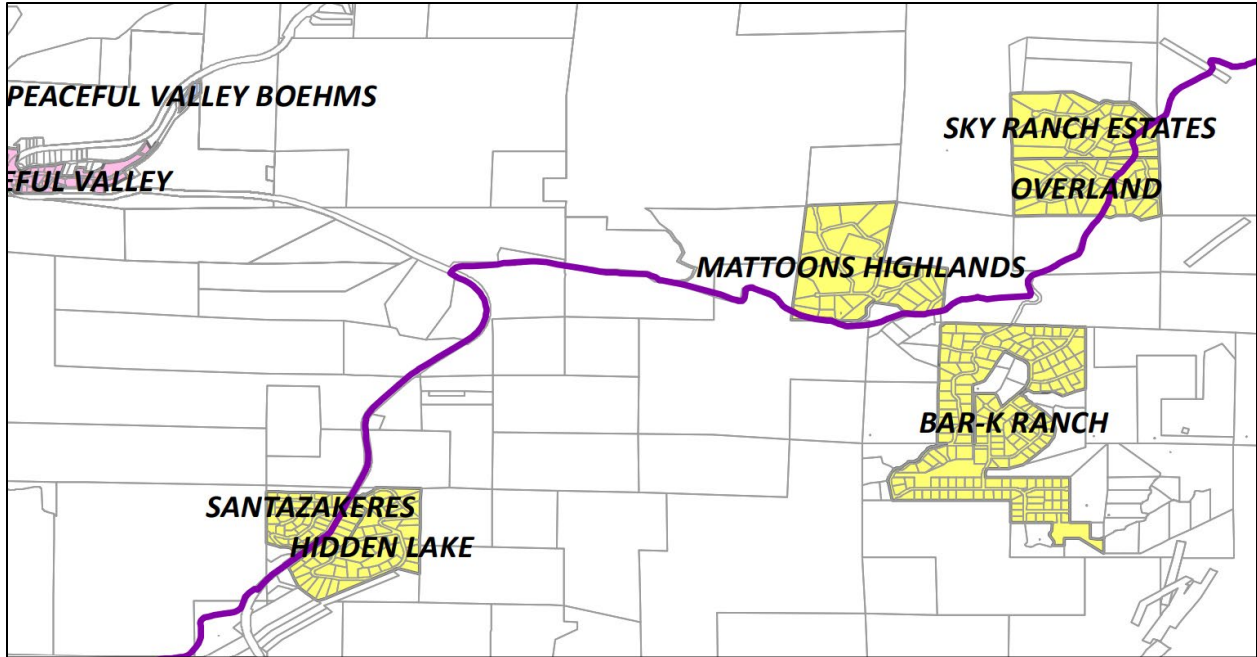 PEACEFUL VALLEY BOEHMS
SKY RANCH ESTATES
EFUL VALLEY
OVERLAND
MATTOONS HIGHLANDS
BAR-K RANCH
SANTAZAKERES
HIDDEN LAKE